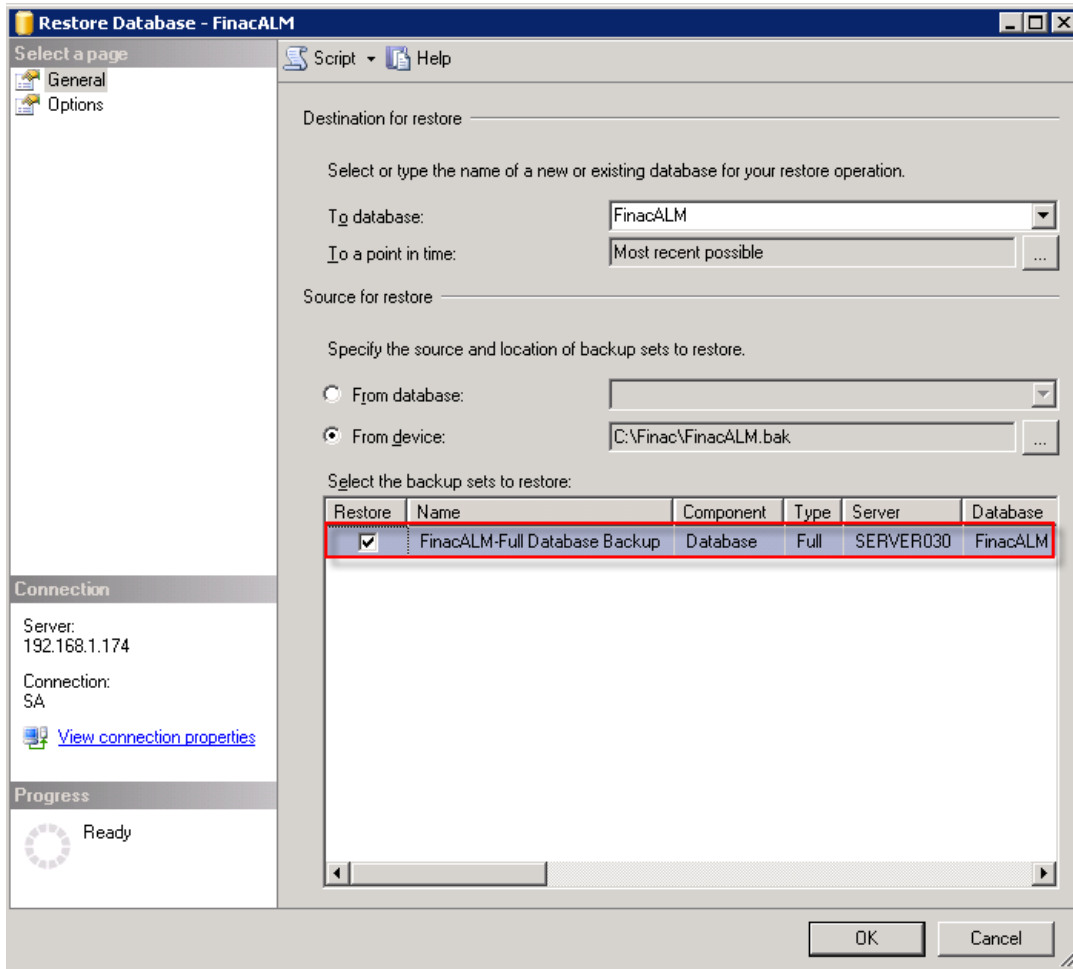 Restore Database - FinacALM
Select a page
General
Options
Script Help
Destination for restore
Select or type the name of a new or existing database for your restore operation.
To database: FinacALM
To a point in time: Most recent possible ...
Source for restore
Specify the source and location of backup sets to restore.
From database:
From device: C:\Finac\FinacALM.bak ...
Select the backup sets to restore:
Restore Name Component Type Server Database
FinacALM-Full Database Backup Database Full SERVER030 FinacALM
Connection
Server:
192.168.1.174
Connection:
SA
View connection properties
Progress
Ready
OK Cancel